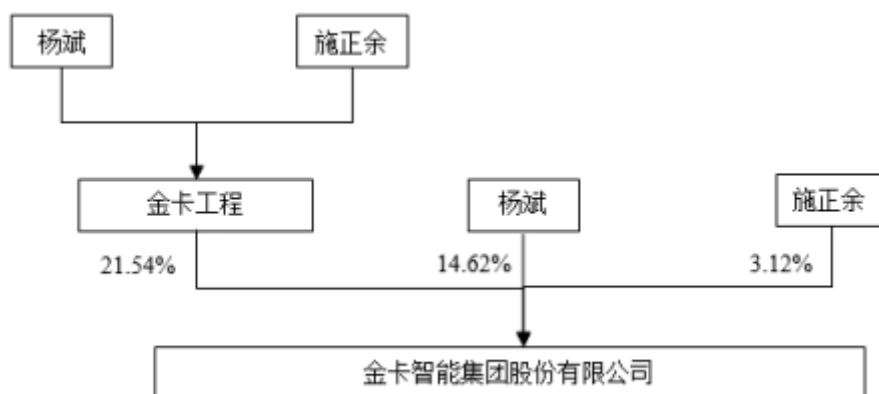 杨斌
施正余
金卡工程
杨斌
施正余
21.54%
14.62%
3.12%
金卡智能集团股份有限公司